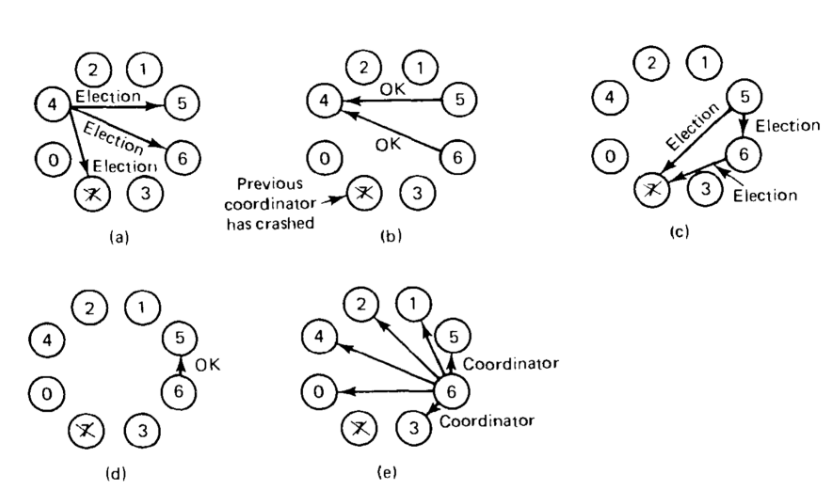 2 1
4 Election 5
Election
0 Election 6
7 3
(a)
2 1
4 OK 5
OK
0 6
Previous
coordinator
has crashed
7 3
(b)
2 1
4 5
Election
Election
0 6
7 3
Election
(c)
2 1
4 5
OK
0 6
7 3
(d)
2 1
4 5
Coordinator
0 6
Coordinator
7 3
(e)